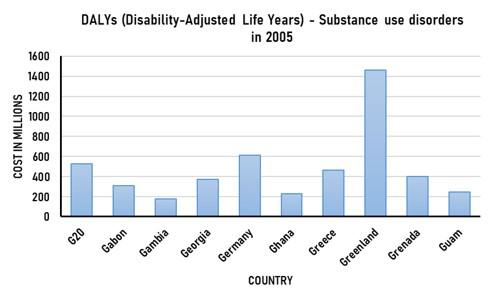 DALYs (Disability-Adjusted Life Years) - Substance use disorders
in 2005
COST IN MILLIONS
1600
1400
1200
1000
800
600
400
200
0
G20
Gabon
Gambia
Georgia
Germany
Ghana
Greece
Greenland
Grenada
Guam
COUNTRY